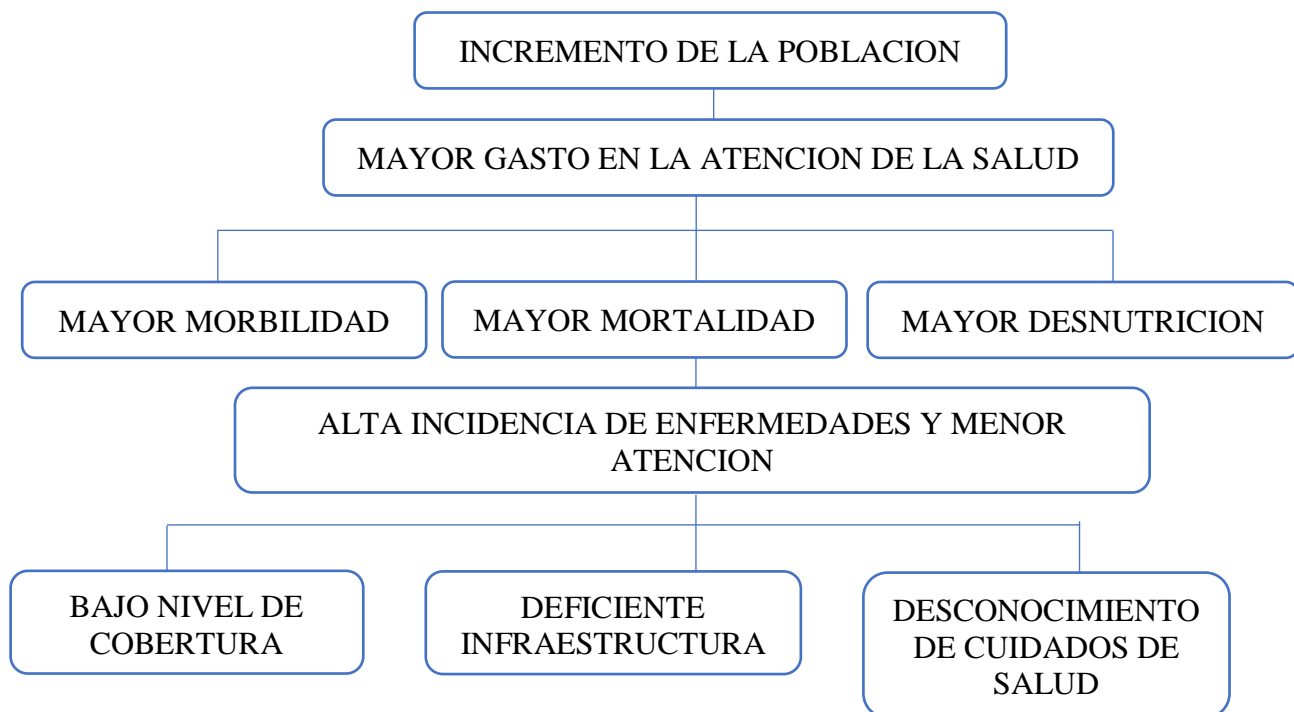 INCREMENTO DE LA POBLACION
MAYOR GASTO EN LA ATENCION DE LA SALUD
MAYOR MORBILIDAD
MAYOR MORTALIDAD
MAYOR DESNUTRICION
ALTA INCIDENCIA DE ENFERMEDADES Y MENOR
ATENCION
BAJO NIVEL DE
COBERTURA
DEFICIENTE
INFRAESTRUCTURA
DESCONOCIMIENTO
DE CUIDADOS DE
SALUD